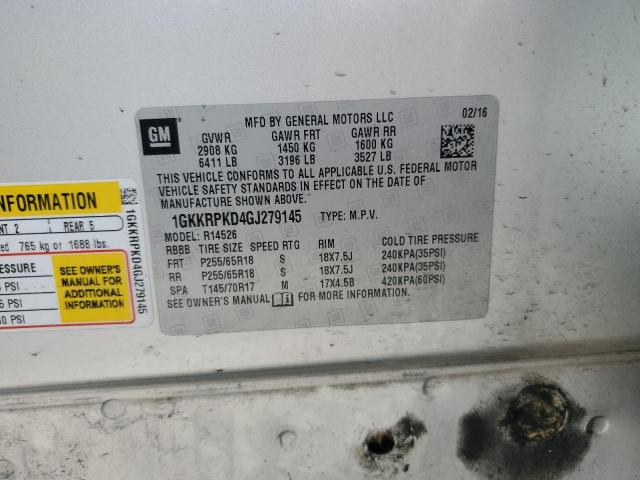 GM
MFD BY GENERAL MOTORS LLC 02/16
GVWR GAWR FRT GAWR RR
2908 KG 1450 KG 1600 KG
6411 LB 3196 LB 3527 LB
THIS VEHICLE CONFORMS TO ALL APPLICABLE U.S. FEDERAL MOTOR
VEHICLE SAFETY STANDARDS IN EFFECT ON THE DATE OF
MANUFACTURE SHOWN ABOVE.
1GKKRPKD4GJ279145 TYPE: M.P.V.
MODEL: R14526
RBBB TIRE SIZE SPEED RTG RIM COLD TIRE PRESSURE
FRT P255/65R18 S 18X7.5J 240KPA(35PSI)
RR P255/65R18 S 18X7.5J 240KPA(35PSI)
SPA T145/70R17 M 17X4.5B 420KPA(60PSI)
SEE OWNER'S MANUAL FOR MORE INFORMATION.
INFORMATION
2 REAR 5
765 kg or 1688 lbs.
SEE OWNER'S
MANUAL FOR
ADDITIONAL
INFORMATION
PSI
PSI
PSI
1GKKRPKD4GJ279145